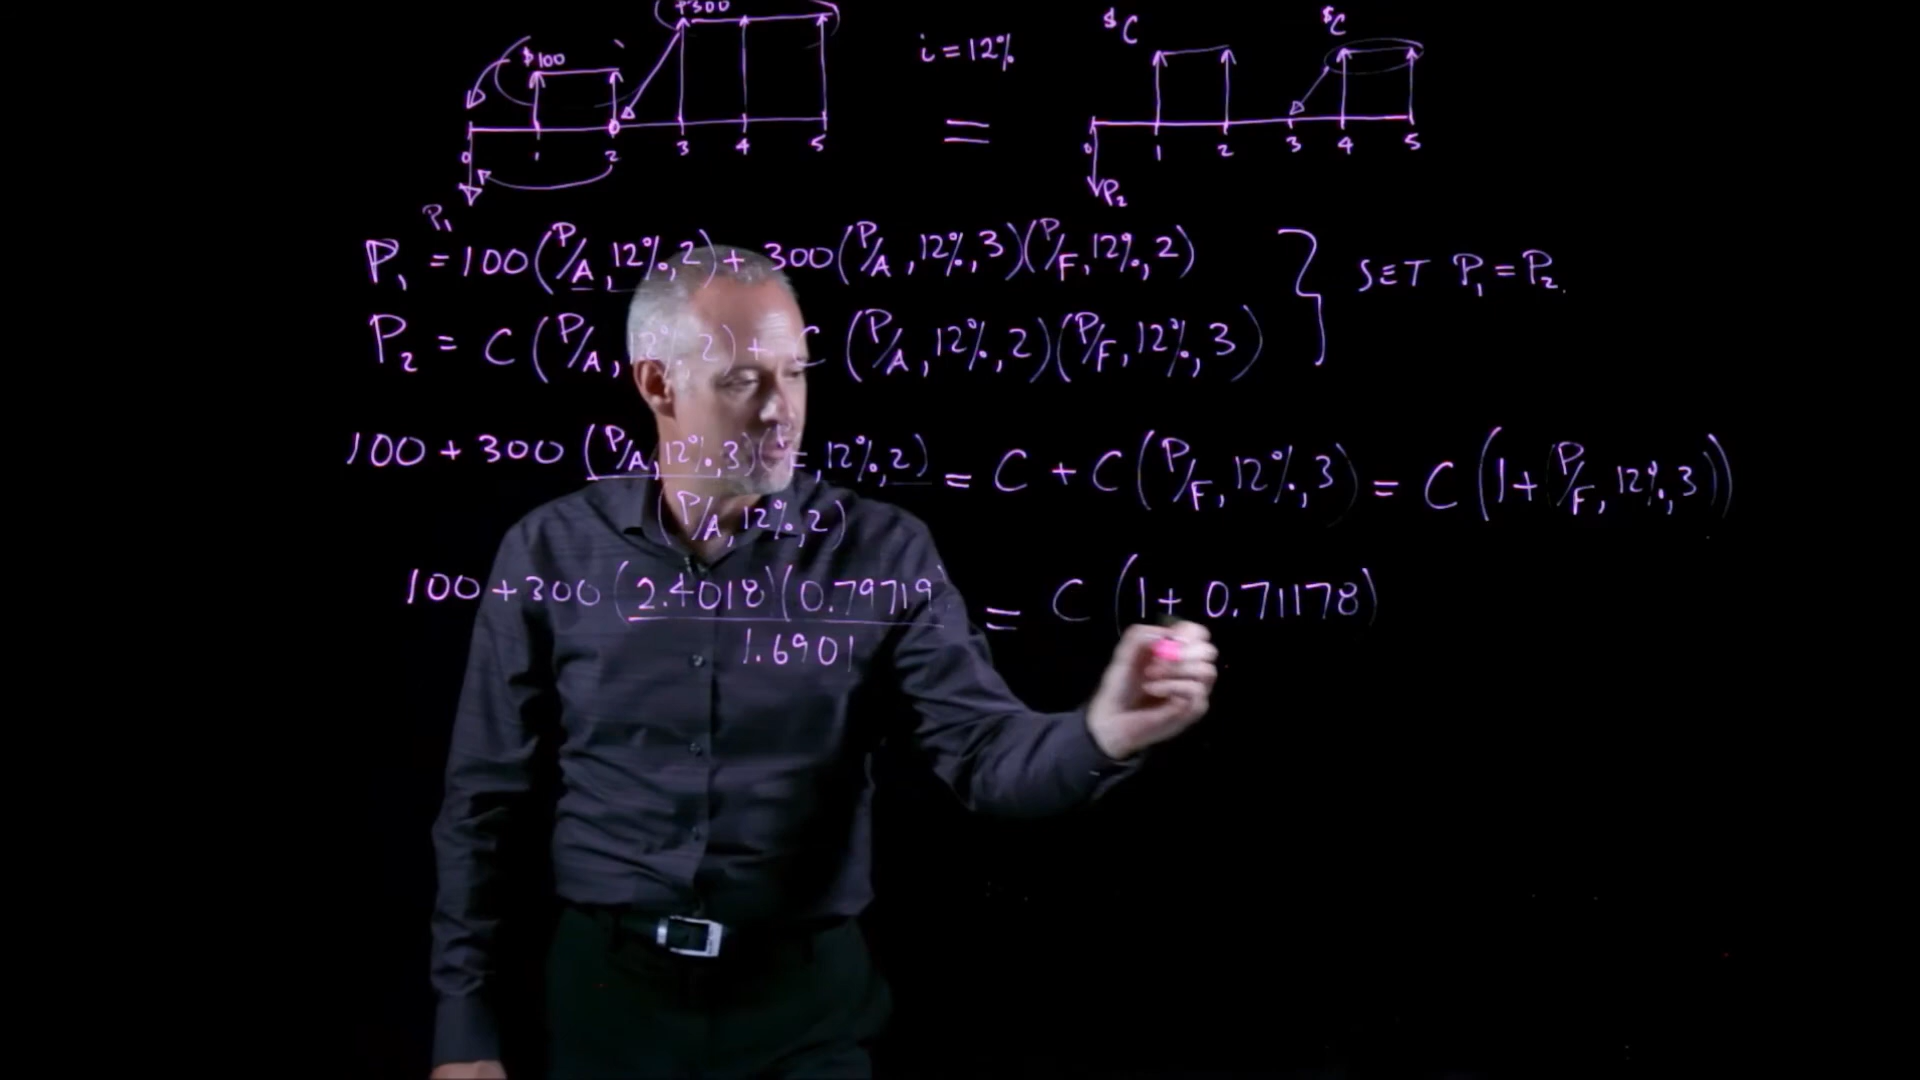 $300
$100
i = 12%
$C
$C
0 1 2 3 4 5
=
0 1 2 3 4 5
P₁
P₂
P₁ = 100(P/A, 12%, 2) + 300(P/A, 12%, 3)(P/F, 12%, 2)
SET P₁ = P₂.
P₂ = C(P/A, 12%, 2) + C(P/A, 12%, 2)(P/F, 12%, 3)
100 + 300 (P/A, 12%, 3)(P/F, 12%, 2) = C + C(P/F, 12%, 3) = C(1 + (P/F, 12%, 3))
(P/A, 12%, 2)
100 + 300 (2.4018)(0.79719) = C(1 + 0.71178)
1.6901